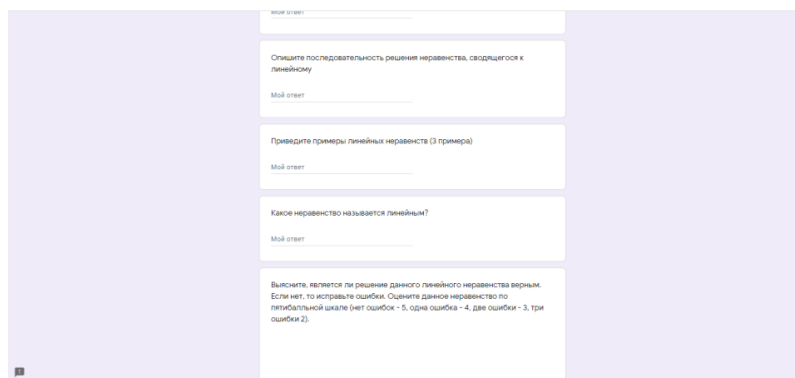 Мой ответ
Опишите последовательность решения неравенства, сводящегося к
линейному
Мой ответ
Приведите примеры линейных неравенств (3 примера)
Мой ответ
Какое неравенство называется линейным?
Мой ответ
Выясните, является ли решение данного линейного неравенства верным.
Если нет, то исправьте ошибки. Оцените данное неравенство по
пятибалльной шкале (нет ошибок - 5, одна ошибка - 4, две ошибки - 3, три
ошибки 2).